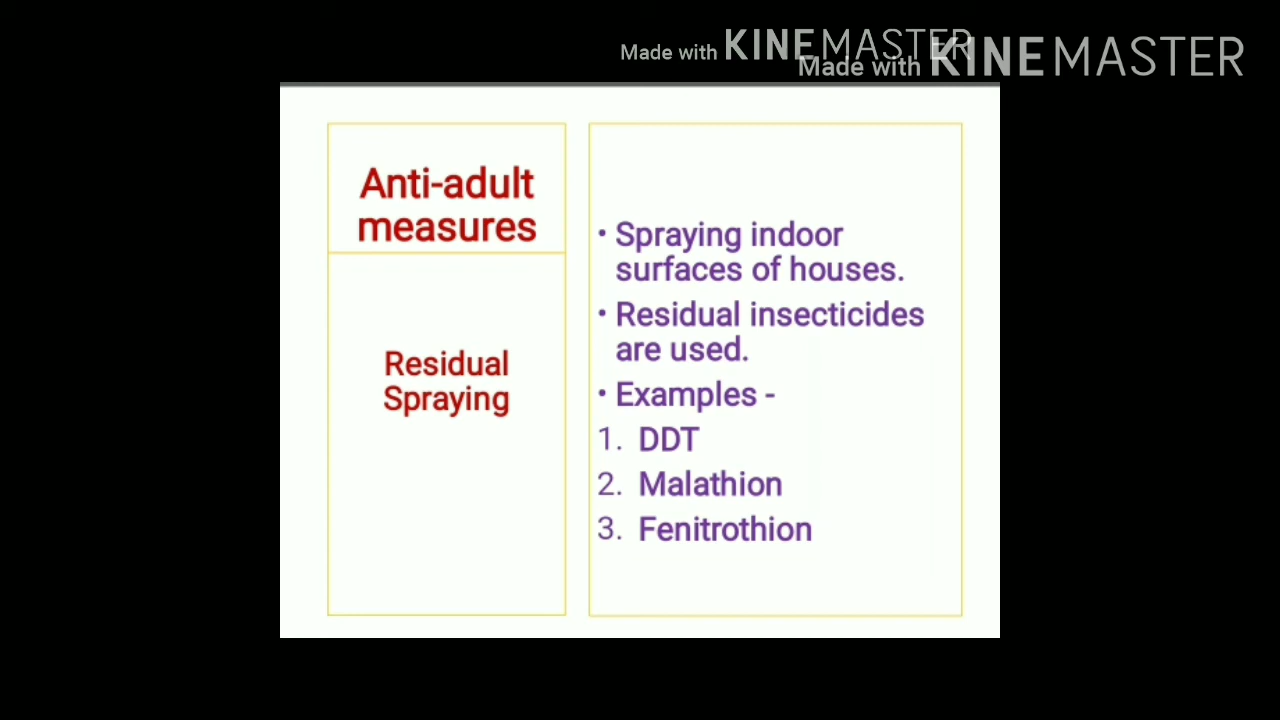 Made with KINEMASTER
Made with KINEMASTER
Anti-adult
measures
Residual
Spraying
• Spraying indoor
surfaces of houses.
• Residual insecticides
are used.
• Examples -
1. DDT
2. Malathion
3. Fenitrothion